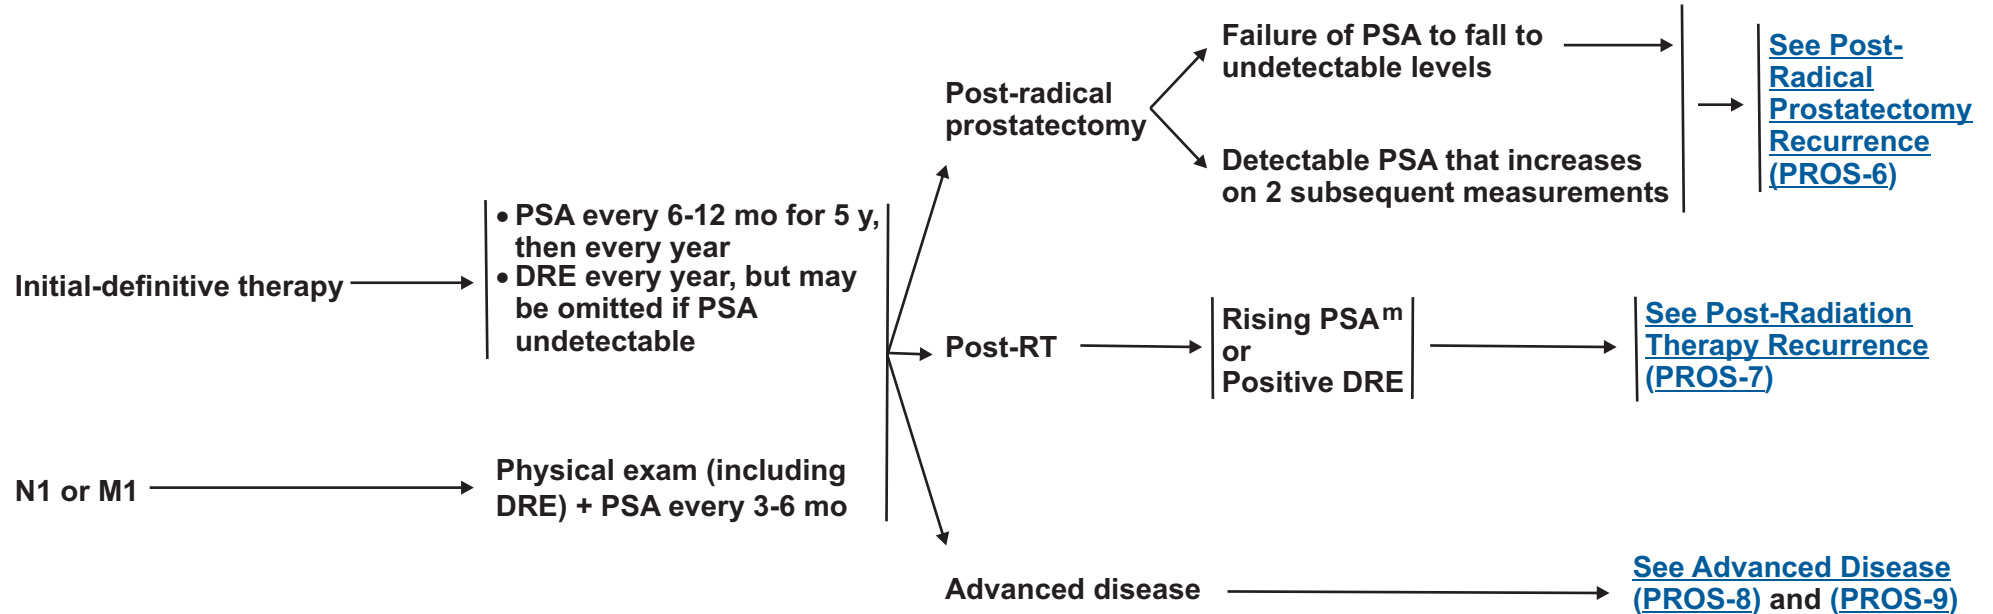 Initial-definitive therapy
• PSA every 6-12 mo for 5 y,
then every year
• DRE every year, but may
be omitted if PSA
undetectable
N1 or M1
Physical exam (including
DRE) + PSA every 3-6 mo
Post-radical
prostatectomy
Failure of PSA to fall to
undetectable levels
Detectable PSA that increases
on 2 subsequent measurements
See Post-
Radical
Prostatectomy
Recurrence
(PROS-6)
Post-RT
Rising PSAᵐ
or
Positive DRE
See Post-Radiation
Therapy Recurrence
(PROS-7)
Advanced disease
See Advanced Disease
(PROS-8) and (PROS-9)